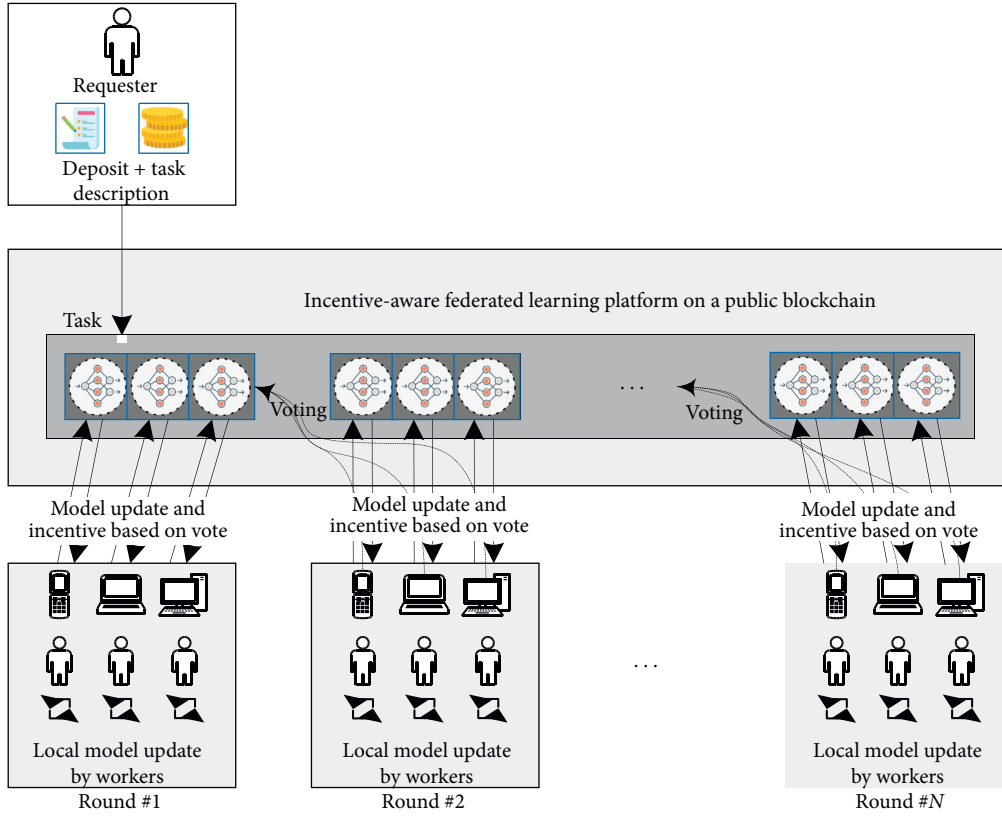 Requester
Deposit + task
description
Incentive-aware federated learning platform on a public blockchain
Task
Voting
...
Voting
Model update and
incentive based on vote
Model update and
incentive based on vote
Model update and
incentive based on vote
...
Local model update
by workers
Round #1
Local model update
by workers
Round #2
Local model update
by workers
Round #N